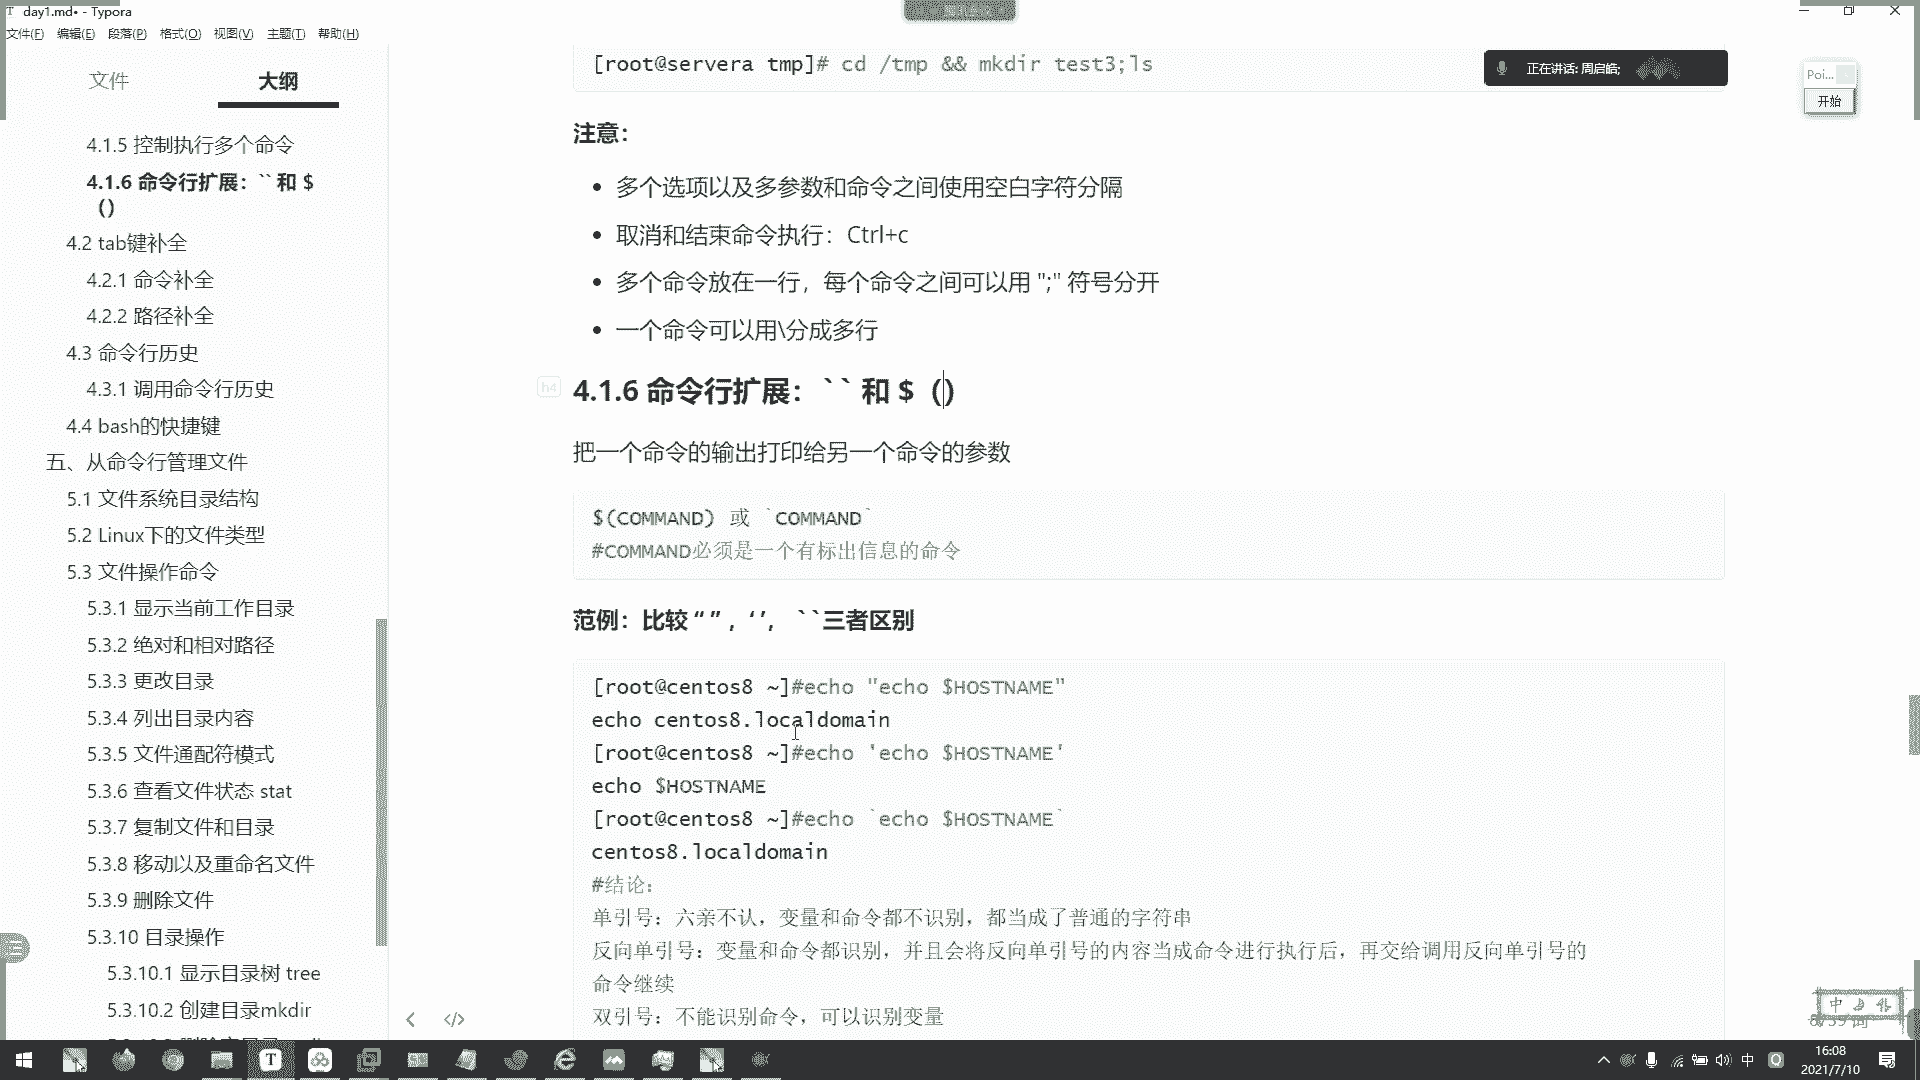 day1.md• - Typora
文件(F) 编辑(E) 段落(P) 格式(O) 视图(V) 主题(T) 帮助(H)
文件 大纲
4.1.5 控制执行多个命令
4.1.6 命令行扩展：`` 和 $
()
4.2 tab键补全
4.2.1 命令补全
4.2.2 路径补全
4.3 命令行历史
4.3.1 调用命令行历史
4.4 bash的快捷键
五、从命令行管理文件
5.1 文件系统目录结构
5.2 Linux下的文件类型
5.3 文件操作命令
5.3.1 显示当前工作目录
5.3.2 绝对和相对路径
5.3.3 更改目录
5.3.4 列出目录内容
5.3.5 文件通配符模式
5.3.6 查看文件状态 stat
5.3.7 复制文件和目录
5.3.8 移动以及重命名文件
5.3.9 删除文件
5.3.10 目录操作
5.3.10.1 显示目录树 tree
5.3.10.2 创建目录mkdir
[root@servera tmp]# cd /tmp && mkdir test3;ls
正在讲话: 周启皓;
Poi...
开始
注意：
• 多个选项以及多参数和命令之间使用空白字符分隔
• 取消和结束命令执行：Ctrl+c
• 多个命令放在一行，每个命令之间可以用 ";" 符号分开
• 一个命令可以用\分成多行
h4
4.1.6 命令行扩展：`` 和 $（)
把一个命令的输出打印给另一个命令的参数
$(COMMAND) 或 `COMMAND`
#COMMAND必须是一个有标出信息的命令
范例：比较 “ ” ，‘ ’， ``三者区别
[root@centos8 ~]#echo "echo $HOSTNAME"
echo centos8.localdomain
[root@centos8 ~]#echo 'echo $HOSTNAME'
echo $HOSTNAME
[root@centos8 ~]#echo `echo $HOSTNAME`
centos8.localdomain
#结论：
单引号：六亲不认，变量和命令都不识别，都当成了普通的字符串
反向单引号：变量和命令都识别，并且会将反向单引号的内容当成命令进行执行后，再交给调用反向单引号的
命令继续
双引号：不能识别命令，可以识别变量
中
16:08
2021/7/10